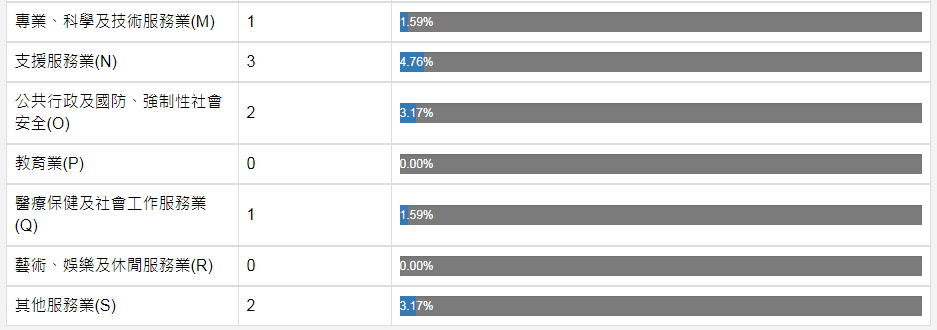 專業、科學及技術服務業(M) 1 1.59%
支援服務業(N) 3 4.76%
公共行政及國防、強制性社會
安全(O) 2 3.17%
教育業(P) 0 0.00%
醫療保健及社會工作服務業
(Q) 1 1.59%
藝術、娛樂及休閒服務業(R) 0 0.00%
其他服務業(S) 2 3.17%